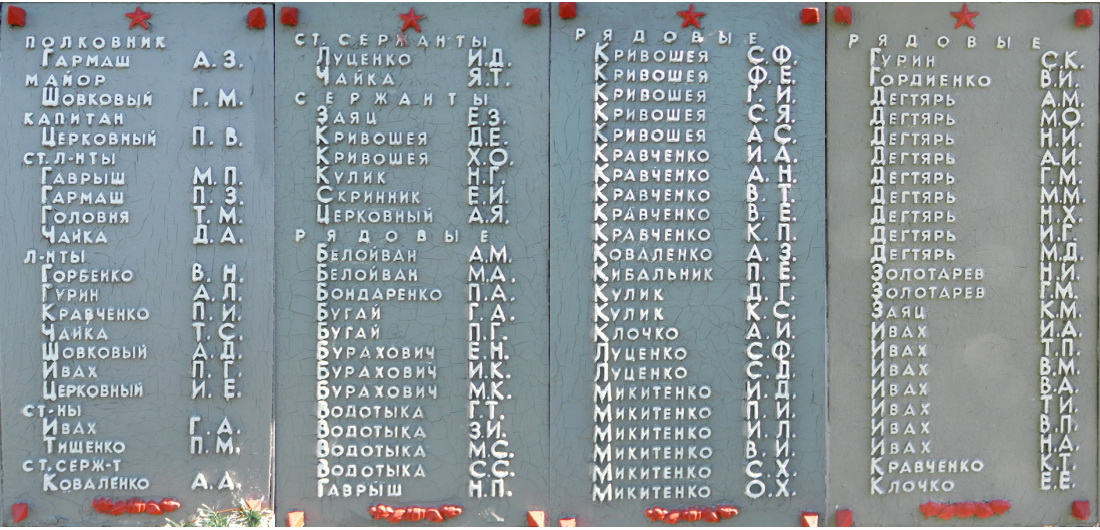 ПОЛКОВНИК
ГАРМАШ А.З.
МАЙОР
ШОВКОВЫЙ Г.М.
КАПИТАН
ЦЕРКОВНЫЙ П.В.
СТ.Л-НТЫ
ГАВРЫШ М.П.
ГАРМАШ П.З.
ГОЛОВНЯ Т.М.
ЧАЙКА Д.А.
Л-НТЫ
ГОРБЕНКО В.Н.
ГУРИН А.Л.
КРАВЧЕНКО П.И.
ЧАЙКА Т.С.
ШОВКОВЫЙ А.Д.
ИВАХ П.Г.
ЦЕРКОВНЫЙ И.Е.
СТ-НЫ
ИВАХ Г.А.
ТИЩЕНКО П.М.
СТ.СЕРЖ-Т
КОВАЛЕНКО А.А.
СТ.СЕРЖАНТЫ
ЛУЦЕНКО И.Д.
ЧАЙКА Я.Т.
СЕРЖАНТЫ
ЗАЯЦ Е.З.
КРИВОШЕЯ Д.Е.
КРИВОШЕЯ Х.О.
КУЛИК Н.Г.
СКРИННИК Е.И.
ЦЕРКОВНЫЙ А.Я.
РЯДОВЫЕ
БЕЛОЙВАН А.М.
БЕЛОЙВАН М.А.
БОНДАРЕНКО П.А.
БУГАЙ Г.А.
БУГАЙ П.Г.
БУРАХОВИЧ Е.Н.
БУРАХОВИЧ И.К.
БУРАХОВИЧ М.К.
ВОДОТЫКА Г.Т.
ВОДОТЫКА З.И.
ВОДОТЫКА М.С.
ВОДОТЫКА С.С.
ГАВРЫШ Н.П.
РЯДОВЫЕ
КРИВОШЕЯ С.Ф.
КРИВОШЕЯ Ф.Е.
КРИВОШЕЯ Г.И.
КРИВОШЕЯ С.Я.
КРИВОШЕЯ А.С.
КРАВЧЕНКО И.А.
КРАВЧЕНКО А.Н.
КРАВЧЕНКО В.Т.
КРАВЧЕНКО В.Е.
КРАВЧЕНКО К.П.
КОВАЛЕНКО А.З.
КИБАЛЬНИК П.Е.
КУЛИК Д.Г.
КУЛИК К.С.
КЛОЧКО А.И.
ЛУЦЕНКО С.Ф.
ЛУЦЕНКО С.Д.
МИКИТЕНКО И.Д.
МИКИТЕНКО П.И.
МИКИТЕНКО И.Л.
МИКИТЕНКО В.И.
МИКИТЕНКО С.Х.
МИКИТЕНКО О.Х.
РЯДОВЫЕ
ГУРИН С.К.
ГОРДИЕНКО В.И.
ДЕГТЯРЬ А.М.
ДЕГТЯРЬ М.О.
ДЕГТЯРЬ Н.И.
ДЕГТЯРЬ А.И.
ДЕГТЯРЬ Г.М.
ДЕГТЯРЬ М.М.
ДЕГТЯРЬ Н.Х.
ДЕГТЯРЬ И.Г.
ДЕГТЯРЬ М.Д.
ЗОЛОТАРЕВ Н.И.
ЗОЛОТАРЕВ Г.М.
ЗАЯЦ К.М.
ИВАХ И.А.
ИВАХ Т.П.
ИВАХ В.М.
ИВАХ В.А.
ИВАХ Т.И.
ИВАХ В.П.
ИВАХ Н.А.
КРАВЧЕНКО К.Т.
КЛОЧКО Е.Е.